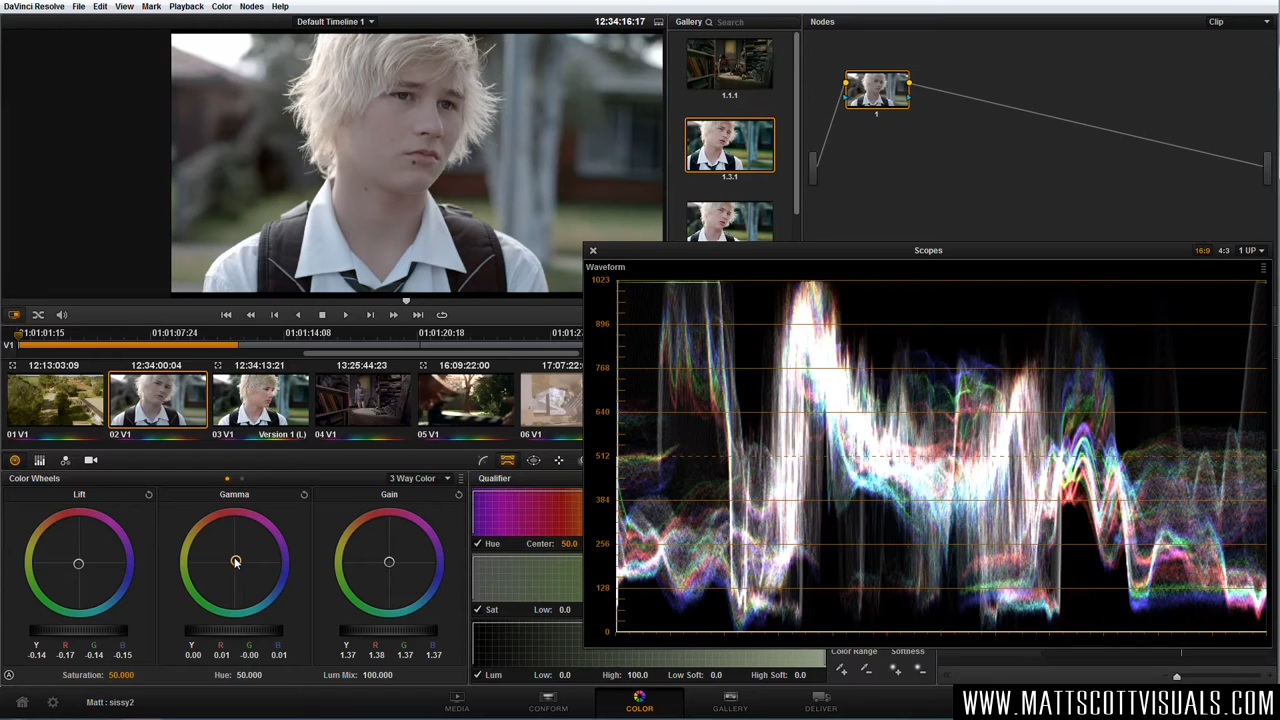 DaVinci Resolve File Edit View Mark Playback Color Nodes Help
Default Timeline 1 12:34:16:17 Gallery Search Nodes Clip
1.1.1
1
1.3.1
Scopes 16:9 4:3 1 UP
Waveform
1023
896
768
640
512
384
256
128
0
01:01:01:15 01:01:07:24 01:01:14:08 01:01:20:18
V1
12:13:03:09 12:34:00:04 12:34:13:21 13:25:44:23 16:09:22:00
01 V1 02 V1 03 V1 Version 1 (L) 04 V1 05 V1 06 V1
Color Wheels 3 Way Color Qualifier
Lift Gamma Gain
Hue Center: 50.0
Sat Low: 0.0
Y R G B Y R G B Y R G B
-0.14 -0.17 -0.14 -0.15 0.00 0.01 -0.00 0.01 1.37 1.38 1.37 1.37
Color Range Softness
Saturation: 50.000 Hue: 50.000 Lum Mix: 100.000 Lum Low: 0.0 High: 100.0 Low Soft: 0.0 High Soft: 0.0
Matt : sissy2 MEDIA CONFORM COLOR GALLERY DELIVER
WWW.MATTSCOTTVISUALS.COM